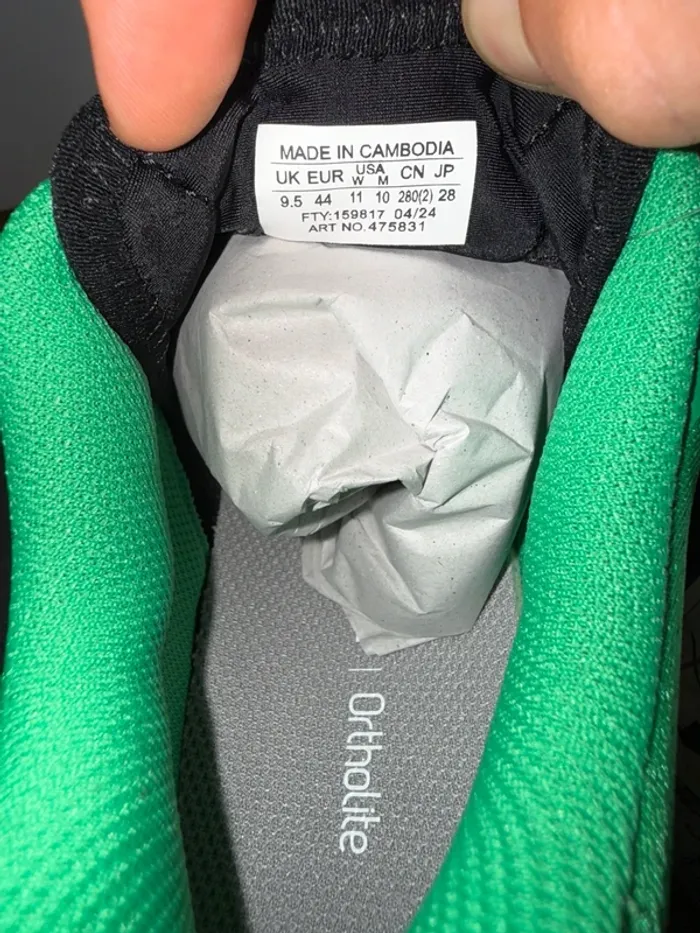 MADE IN CAMBODIA
UK EUR USA W M CN JP
9.5 44 11 10 280(2) 28
FTY:159817 04/24
ART NO.475831
| Ortholite